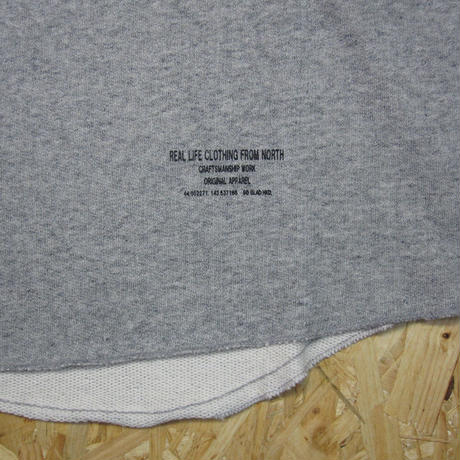 REAL LIFE CLOTHING FROM NORTH
CRAFTSMANSHIP WORK
ORIGINAL APPAREL